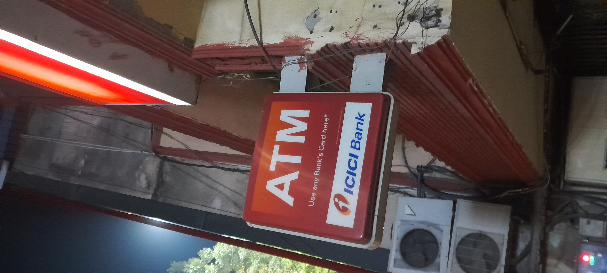 ATM
Use any Bank's Card here*
ICICI Bank